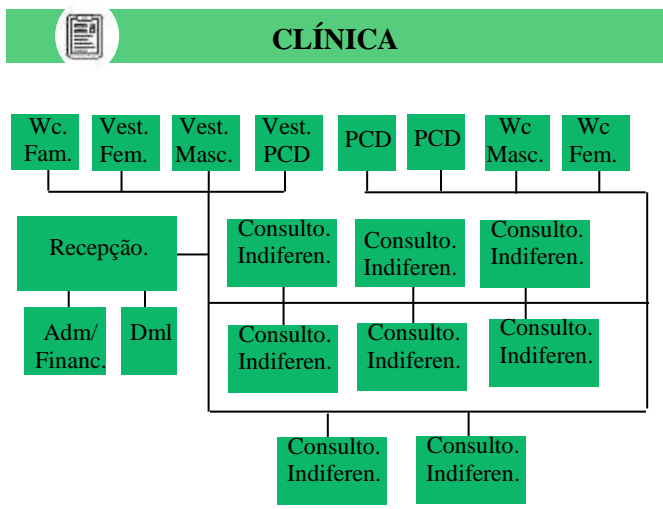 CLÍNICA
Wc.
Fam.
Vest.
Fem.
Vest.
Masc.
Vest.
PCD
PCD
PCD
Wc
Masc.
Wc
Fem.
Recepção.
Consulto.
Indiferen.
Consulto.
Indiferen.
Consulto.
Indiferen.
Adm/
Financ.
Dml
Consulto.
Indiferen.
Consulto.
Indiferen.
Consulto.
Indiferen.
Consulto.
Indiferen.
Consulto.
Indiferen.